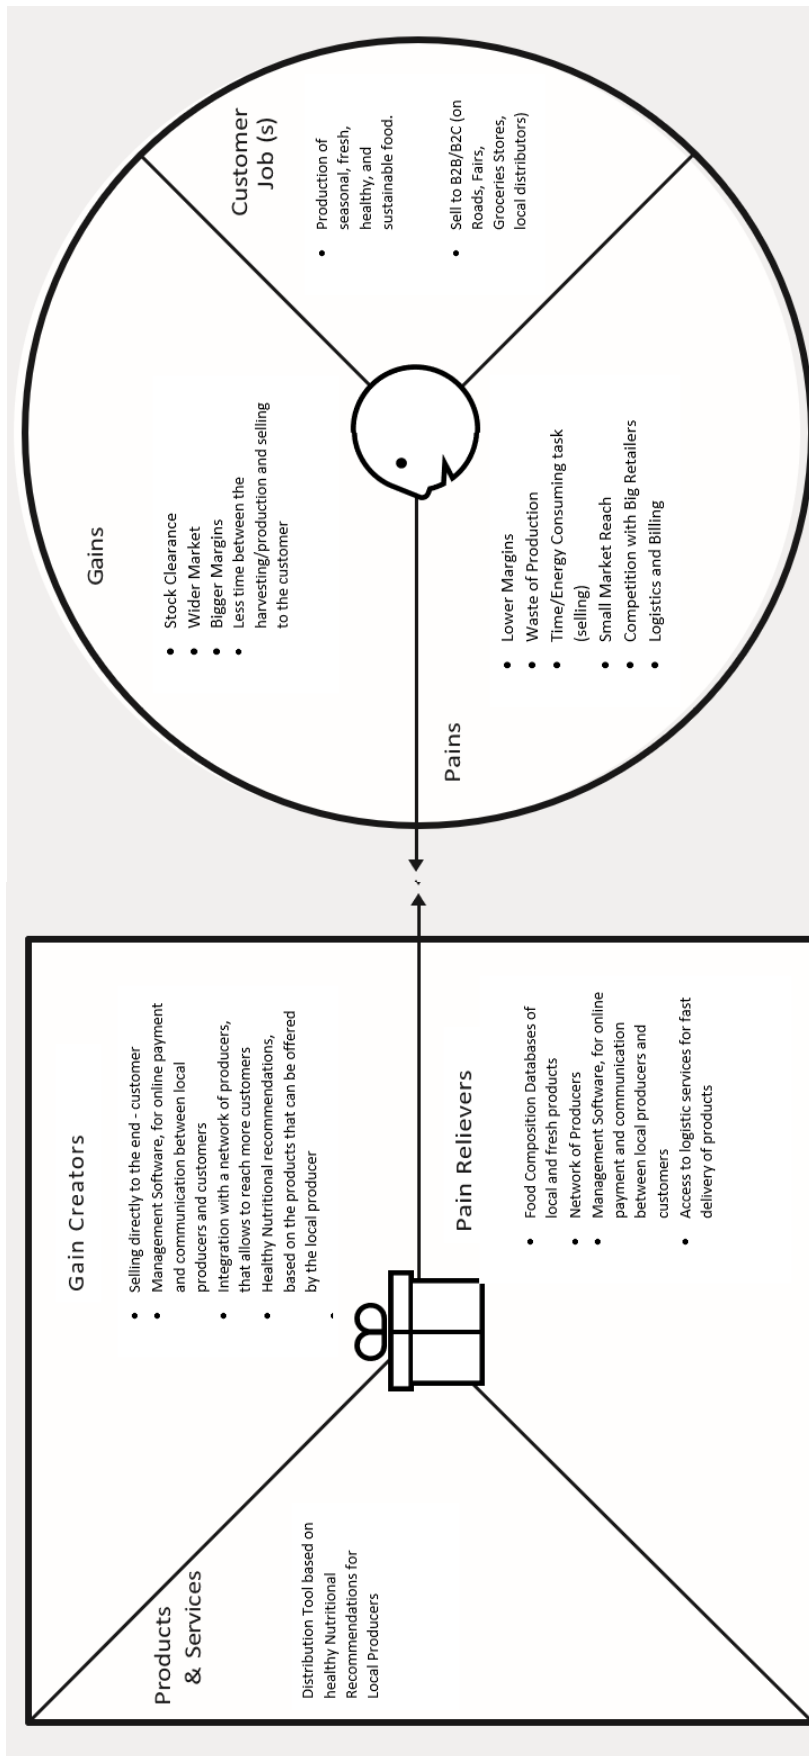 Products
& Services
Distribution Tool based on
healthy Nutritional
Recommendations for
Local Producers
Gain Creators
• Selling directly to the end - customer
• Management Software, for online payment
and communication between local
producers and customers
• Integration with a network of producers,
that allows to reach more customers
• Healthy Nutritional recommendations,
based on the products that can be offered
by the local producer
Pain Relievers
• Food Composition Databases of
local and fresh products
• Network of Producers
• Management Software, for online
payment and communication
between local producers and
customers
• Access to logistic services for fast
delivery of products
Gains
• Stock Clearance
• Wider Market
• Bigger Margins
• Less time between the
harvesting/production and selling
to the customer
Pains
• Lower Margins
• Waste of Production
• Time/Energy Consuming task
(selling)
• Small Market Reach
• Competition with Big Retailers
• Logistics and Billing
Customer
Job (s)
• Production of
seasonal, fresh,
healthy, and
sustainable food.
• Sell to B2B/B2C (on
Roads, Fairs,
Groceries Stores,
local distributors)